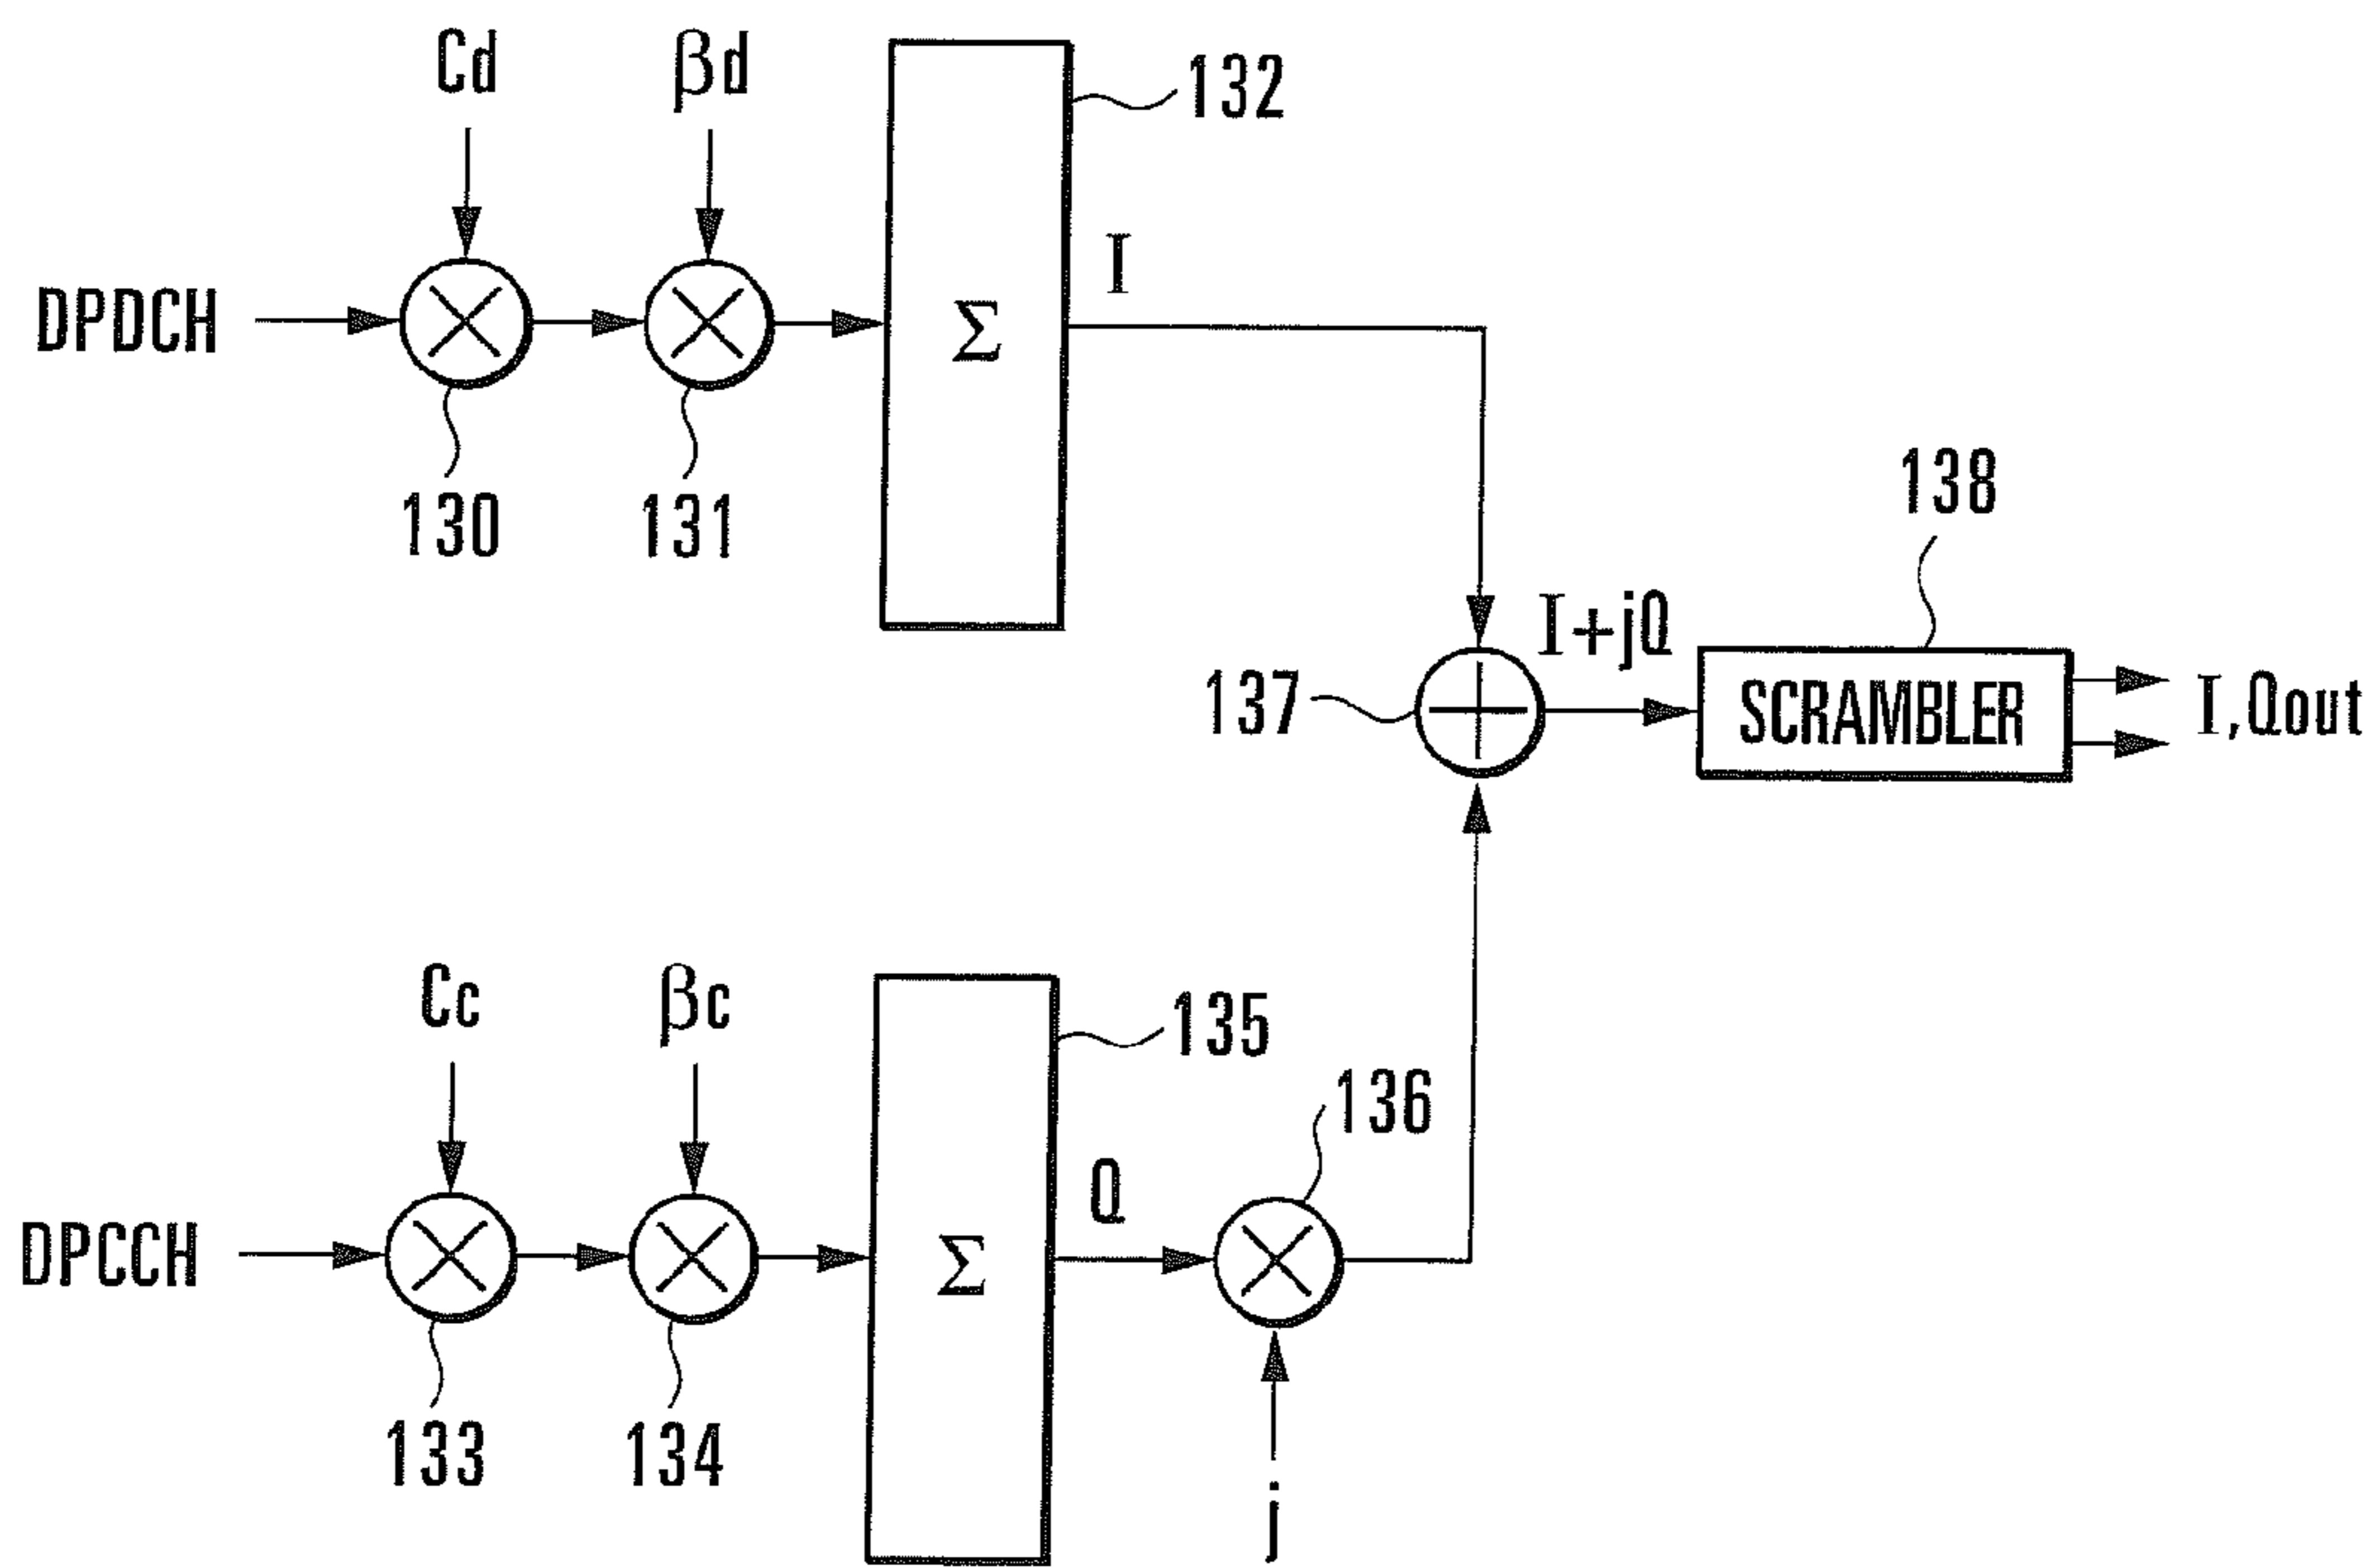 Cd
βd
132
I
DPDCH
Σ
130
131
138
I+jQ
137
SCRAMBLER
I,Qout
Cc
βc
135
136
Q
DPCCH
Σ
133
134
j